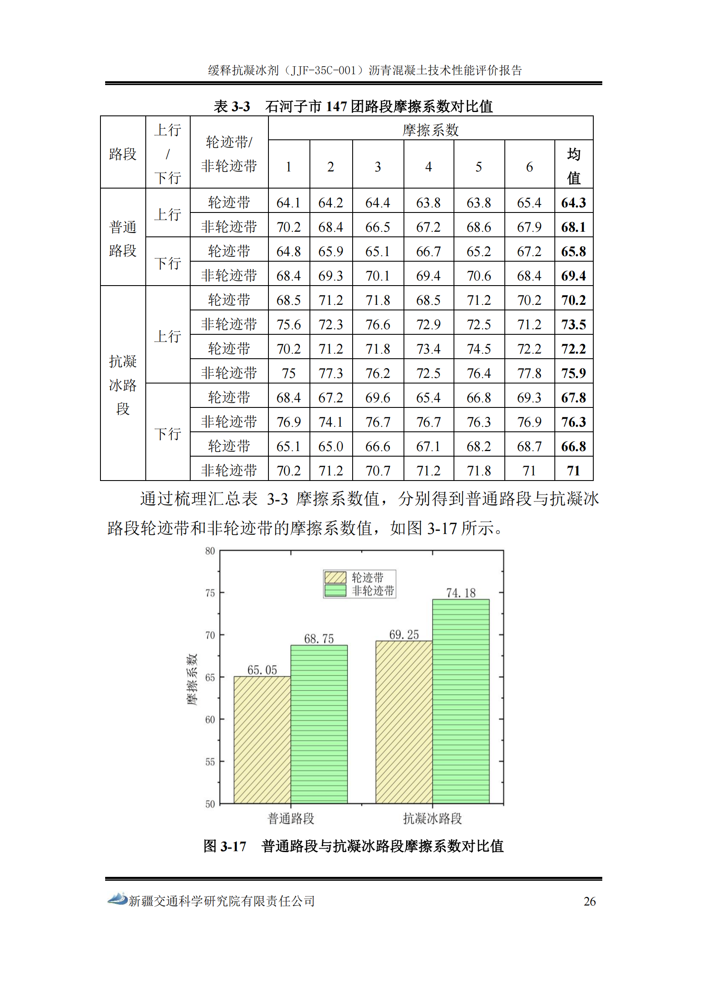 缓释抗凝冰剂（JJF-35C-001）沥青混凝土技术性能评价报告
表 3-3 石河子市 147 团路段摩擦系数对比值
路段 上行/下行 轮迹带/非轮迹带 摩擦系数
1 2 3 4 5 6 均值
普通路段 上行 轮迹带 64.1 64.2 64.4 63.8 63.8 65.4 64.3
非轮迹带 70.2 68.4 66.5 67.2 68.6 67.9 68.1
下行 轮迹带 64.8 65.9 65.1 66.7 65.2 67.2 65.8
非轮迹带 68.4 69.3 70.1 69.4 70.6 68.4 69.4
抗凝冰路段 上行 轮迹带 68.5 71.2 71.8 68.5 71.2 70.2 70.2
非轮迹带 75.6 72.3 76.6 72.9 72.5 71.2 73.5
轮迹带 70.2 71.2 71.8 73.4 74.5 72.2 72.2
非轮迹带 75 77.3 76.2 72.5 76.4 77.8 75.9
下行 轮迹带 68.4 67.2 69.6 65.4 66.8 69.3 67.8
非轮迹带 76.9 74.1 76.7 76.7 76.3 76.9 76.3
轮迹带 65.1 65.0 66.6 67.1 68.2 68.7 66.8
非轮迹带 70.2 71.2 70.7 71.2 71.8 71 71
通过梳理汇总表 3-3 摩擦系数值，分别得到普通路段与抗凝冰
路段轮迹带和非轮迹带的摩擦系数值，如图 3-17 所示。
80
75
70
65
60
55
50
摩擦系数
轮迹带
非轮迹带
65.05
68.75
69.25
74.18
普通路段
抗凝冰路段
图 3-17 普通路段与抗凝冰路段摩擦系数对比值
新疆交通科学研究院有限责任公司
26